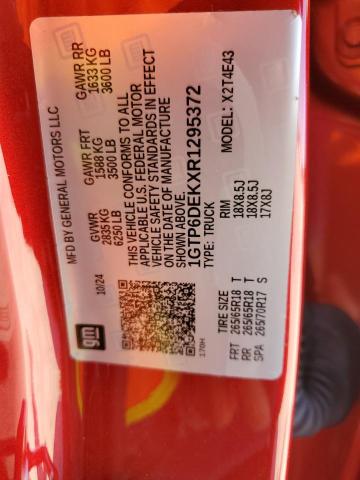 MFD BY GENERAL MOTORS LLC
10/24
gm
GVWR
2835 KG
6250 LB
GAWR FRT
1588 KG
3500 LB
GAWR RR
1633 KG
3600 LB
THIS VEHICLE CONFORMS TO ALL
APPLICABLE U.S. FEDERAL MOTOR
VEHICLE SAFETY STANDARDS IN EFFECT
ON THE DATE OF MANUFACTURE
SHOWN ABOVE.
1GTP6DEKXR1295372
TYPE: TRUCK
MODEL: X2T4E43
170H
TIRE SIZE RIM
FRT 265/65R18 T 18X8.5J
RR 265/65R18 T 18X8.5J
SPA 265/70R17 S 17X8J